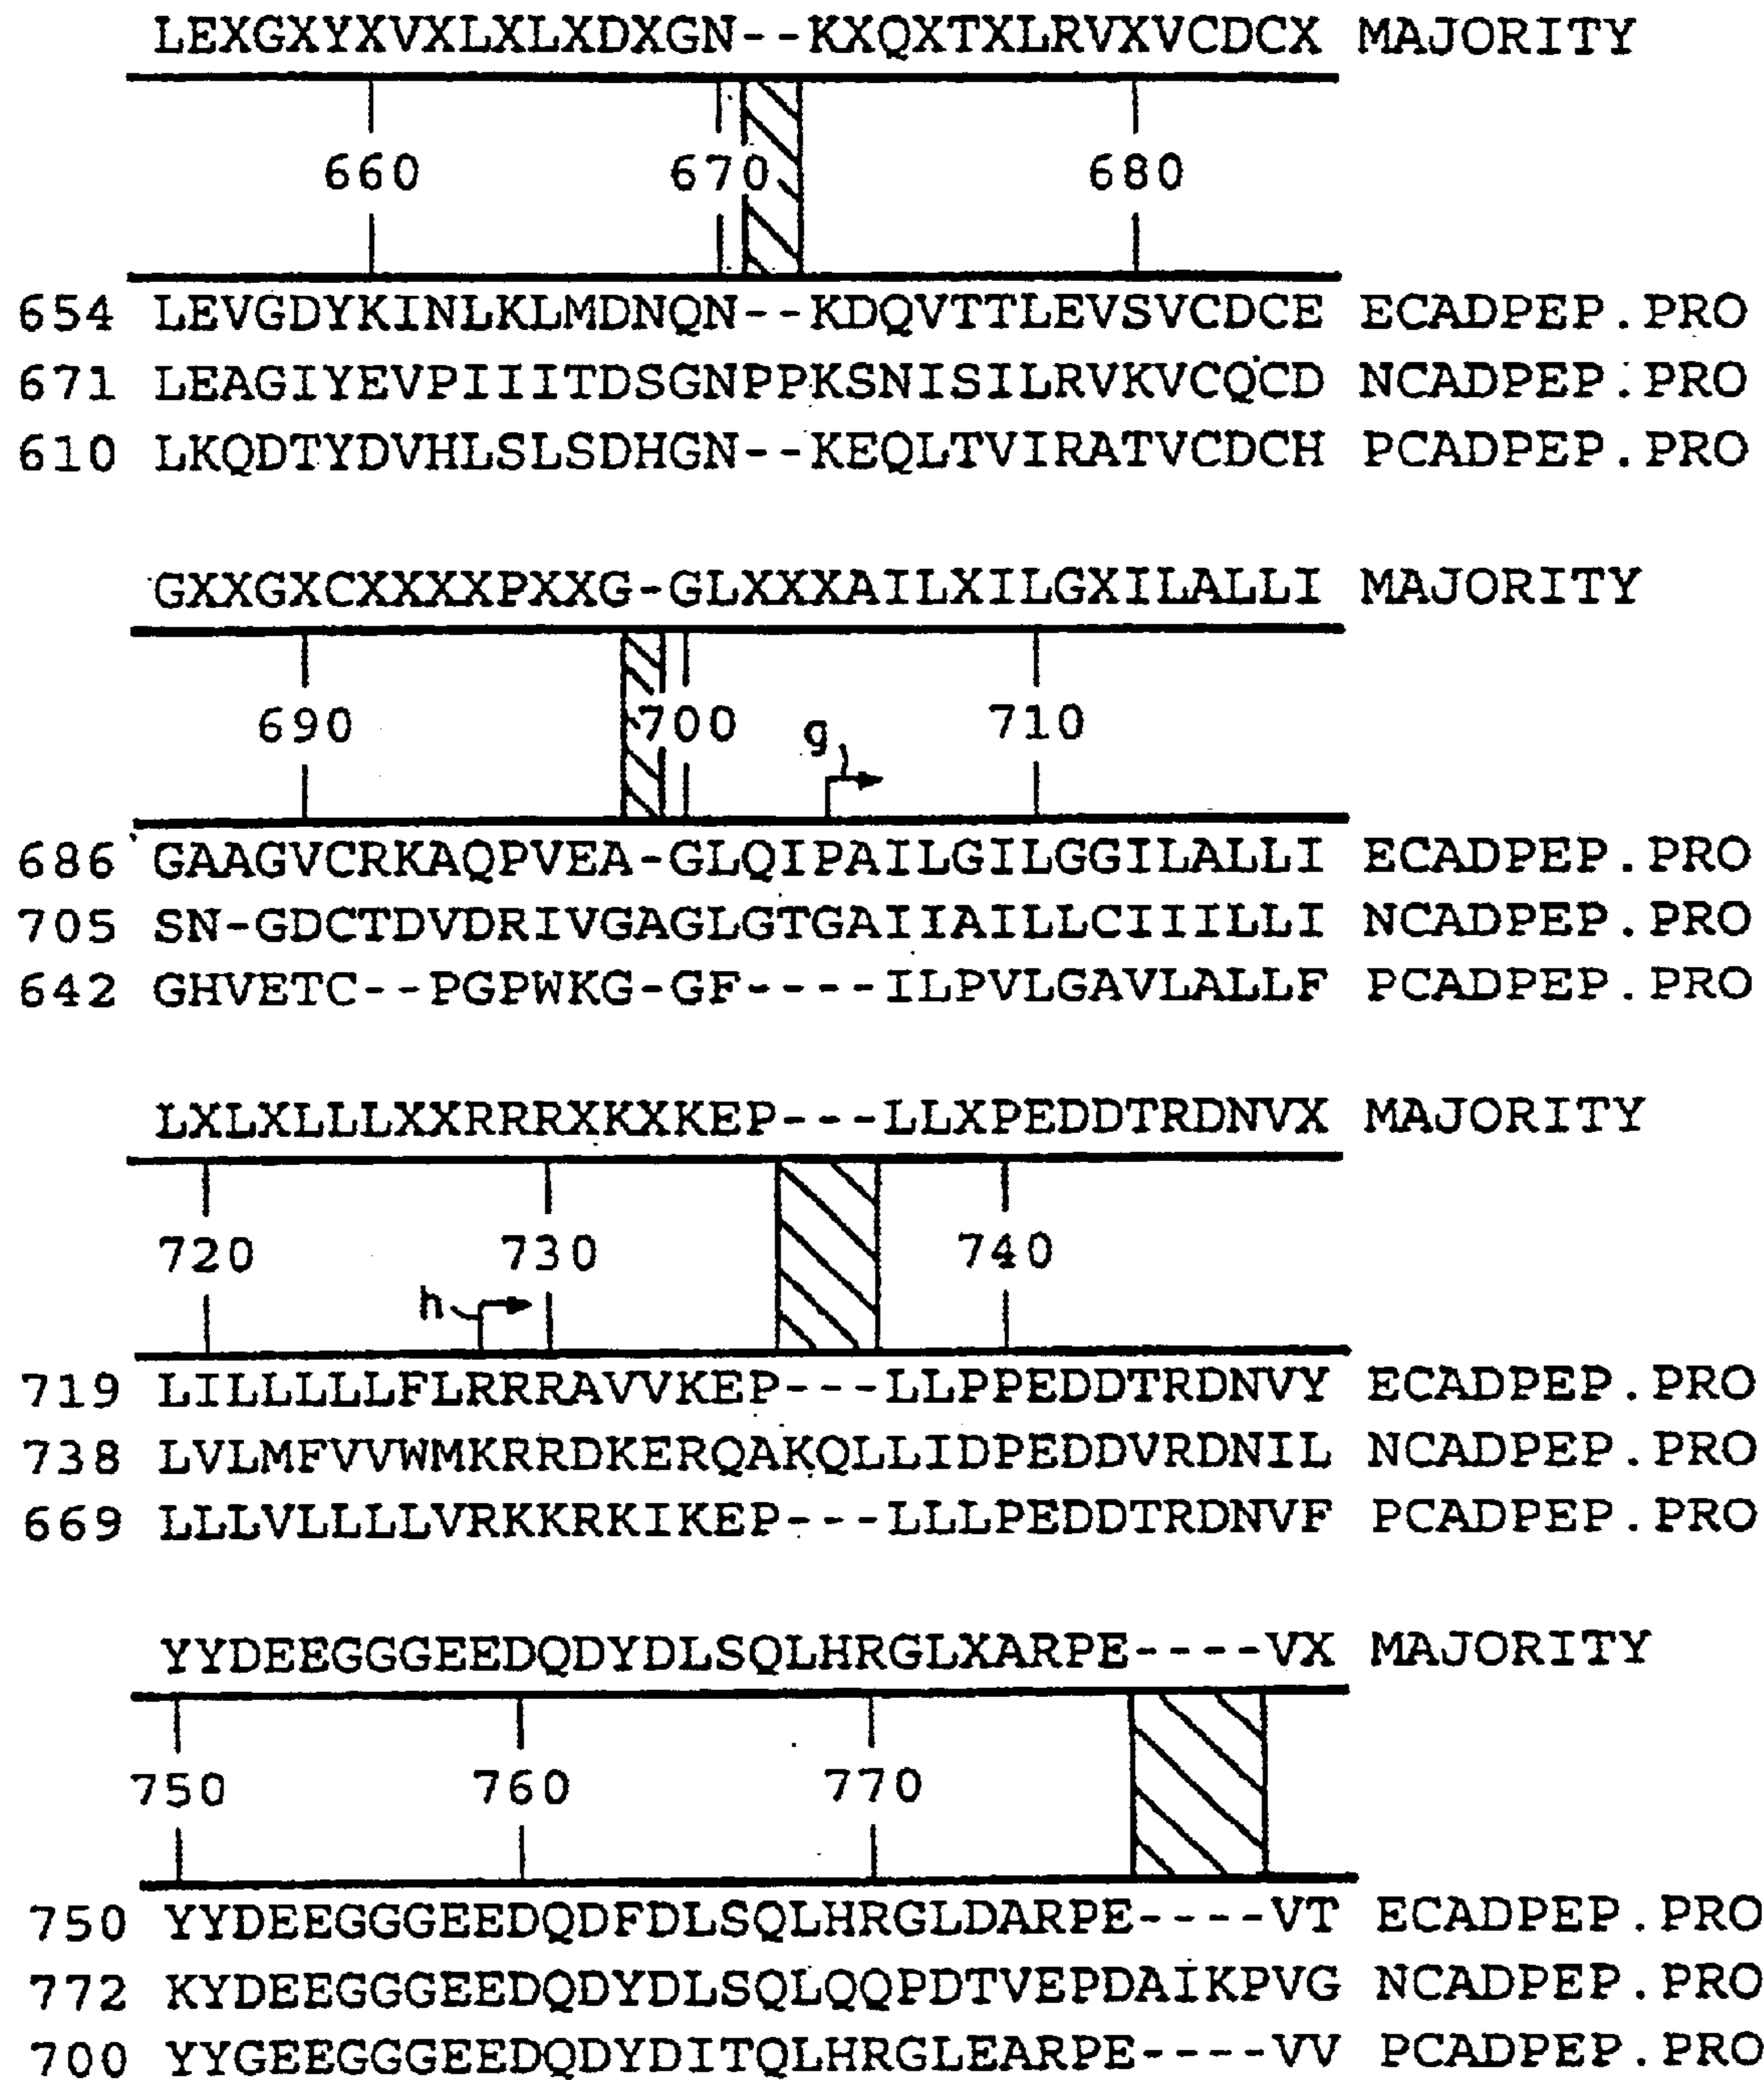 LEXGXYXVXLXLXDXGN--KXQXTXLRVXVCDCX MAJORITY
660 670 680
654 LEVGDYKINLKLMDNQN--KDQVTTLEVSVCDCE ECADPEP.PRO
671 LEAGIYEVPIIITDSGNPPKSNISILRVKVCQCD NCADPEP.PRO
610 LKQDTYDVHLSLSDHGN--KEQLTVIRATVCDCH PCADPEP.PRO
GXXGXCXXXXPXXG-GLXXXAILXILGXILALLI MAJORITY
690 700 g 710
686 GAAGVCRKAQPVEA-GLQIPAILGILGGILALLI ECADPEP.PRO
705 SN-GDCTDVDRIVGAGLGTGAIIAILLCIIILLI NCADPEP.PRO
642 GHVETC--PGPWKG-GF----ILPVLGAVLALLF PCADPEP.PRO
LXLXLLLXXRRRXKXKEP---LLXPEDDTRDNVX MAJORITY
720 h 730 740
719 LILLLLLFLRRRAVVKEP---LLPPEDDTRDNVY ECADPEP.PRO
738 LVLMFVVWMKRRDKERQAKQLLIDPEDDVRDNIL NCADPEP.PRO
669 LLLVLLLLVRKKRKIKEP---LLLPEDDTRDNVF PCADPEP.PRO
YYDEEGGGEEDQDYDLSQLHRGLXARPE----VX MAJORITY
750 760 770
750 YYDEEGGGEEDQDFDLSQLHRGLDARPE----VT ECADPEP.PRO
772 KYDEEGGGEEDQDYDLSQLQQPDTVEPDAIKPVG NCADPEP.PRO
700 YYGEEGGGEEDQDYDITQLHRGLEARPE----VV PCADPEP.PRO